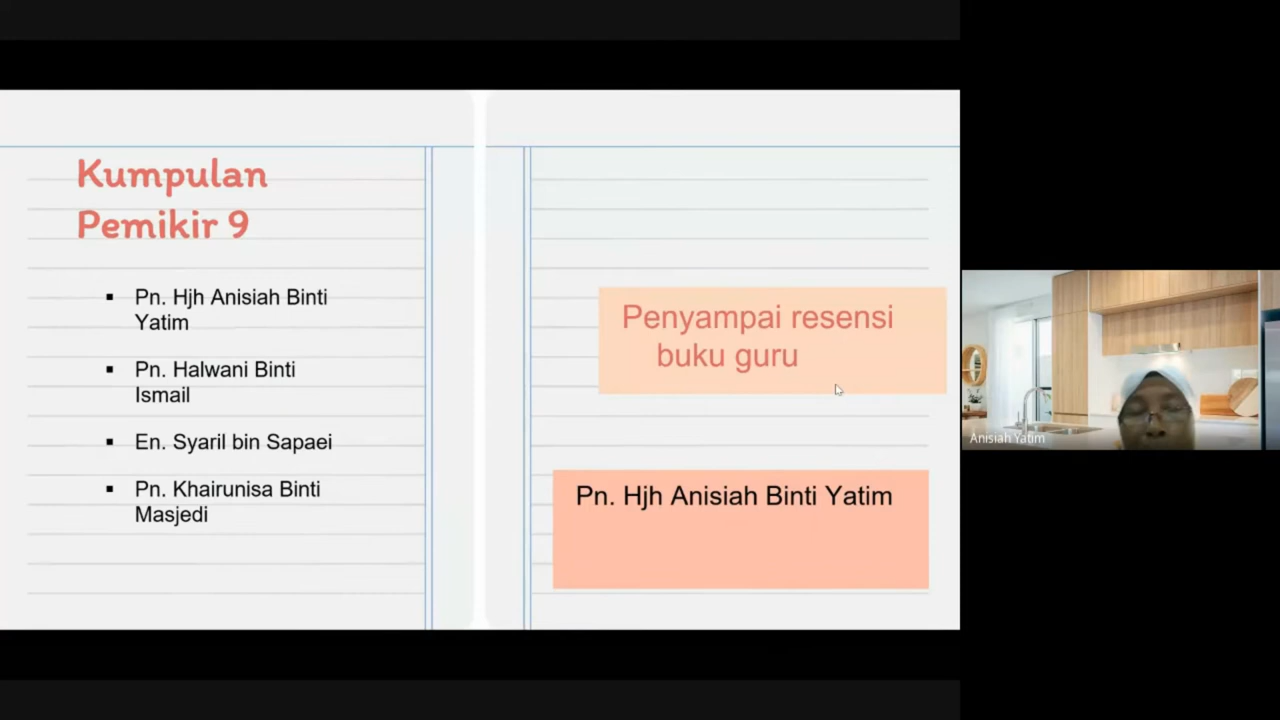 Kumpulan
Pemikir 9
▪ Pn. Hjh Anisiah Binti
Yatim
▪ Pn. Halwani Binti
Ismail
▪ En. Syaril bin Sapaei
▪ Pn. Khairunisa Binti
Masjedi
Penyampai resensi
buku guru
Pn. Hjh Anisiah Binti Yatim
Anisiah Yatim